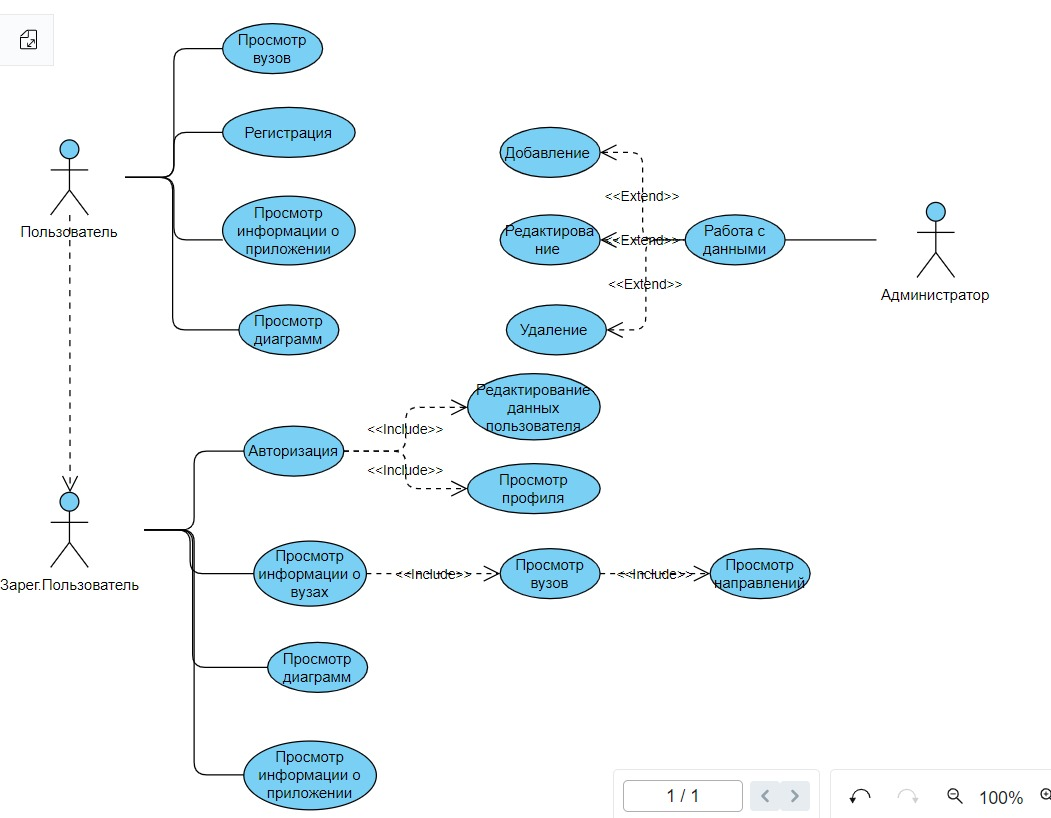 Просмотр
вузов
Регистрация
Пользователь
Просмотр
информации о
приложении
Просмотр
диаграмм
Добавление
<<Extend>>
Редактирова
ние
<<Extend>>
Работа с
данными
<<Extend>>
Удаление
Администратор
Редактирование
данных
пользователя
<<Include>>
Авторизация
<<Include>>
Просмотр
профиля
Зарег.Пользователь
Просмотр
информации о
вузах
<<Include>>
Просмотр
вузов
<<Include>>
Просмотр
направлений
Просмотр
диаграмм
Просмотр
информации о
приложении
1 / 1
100%